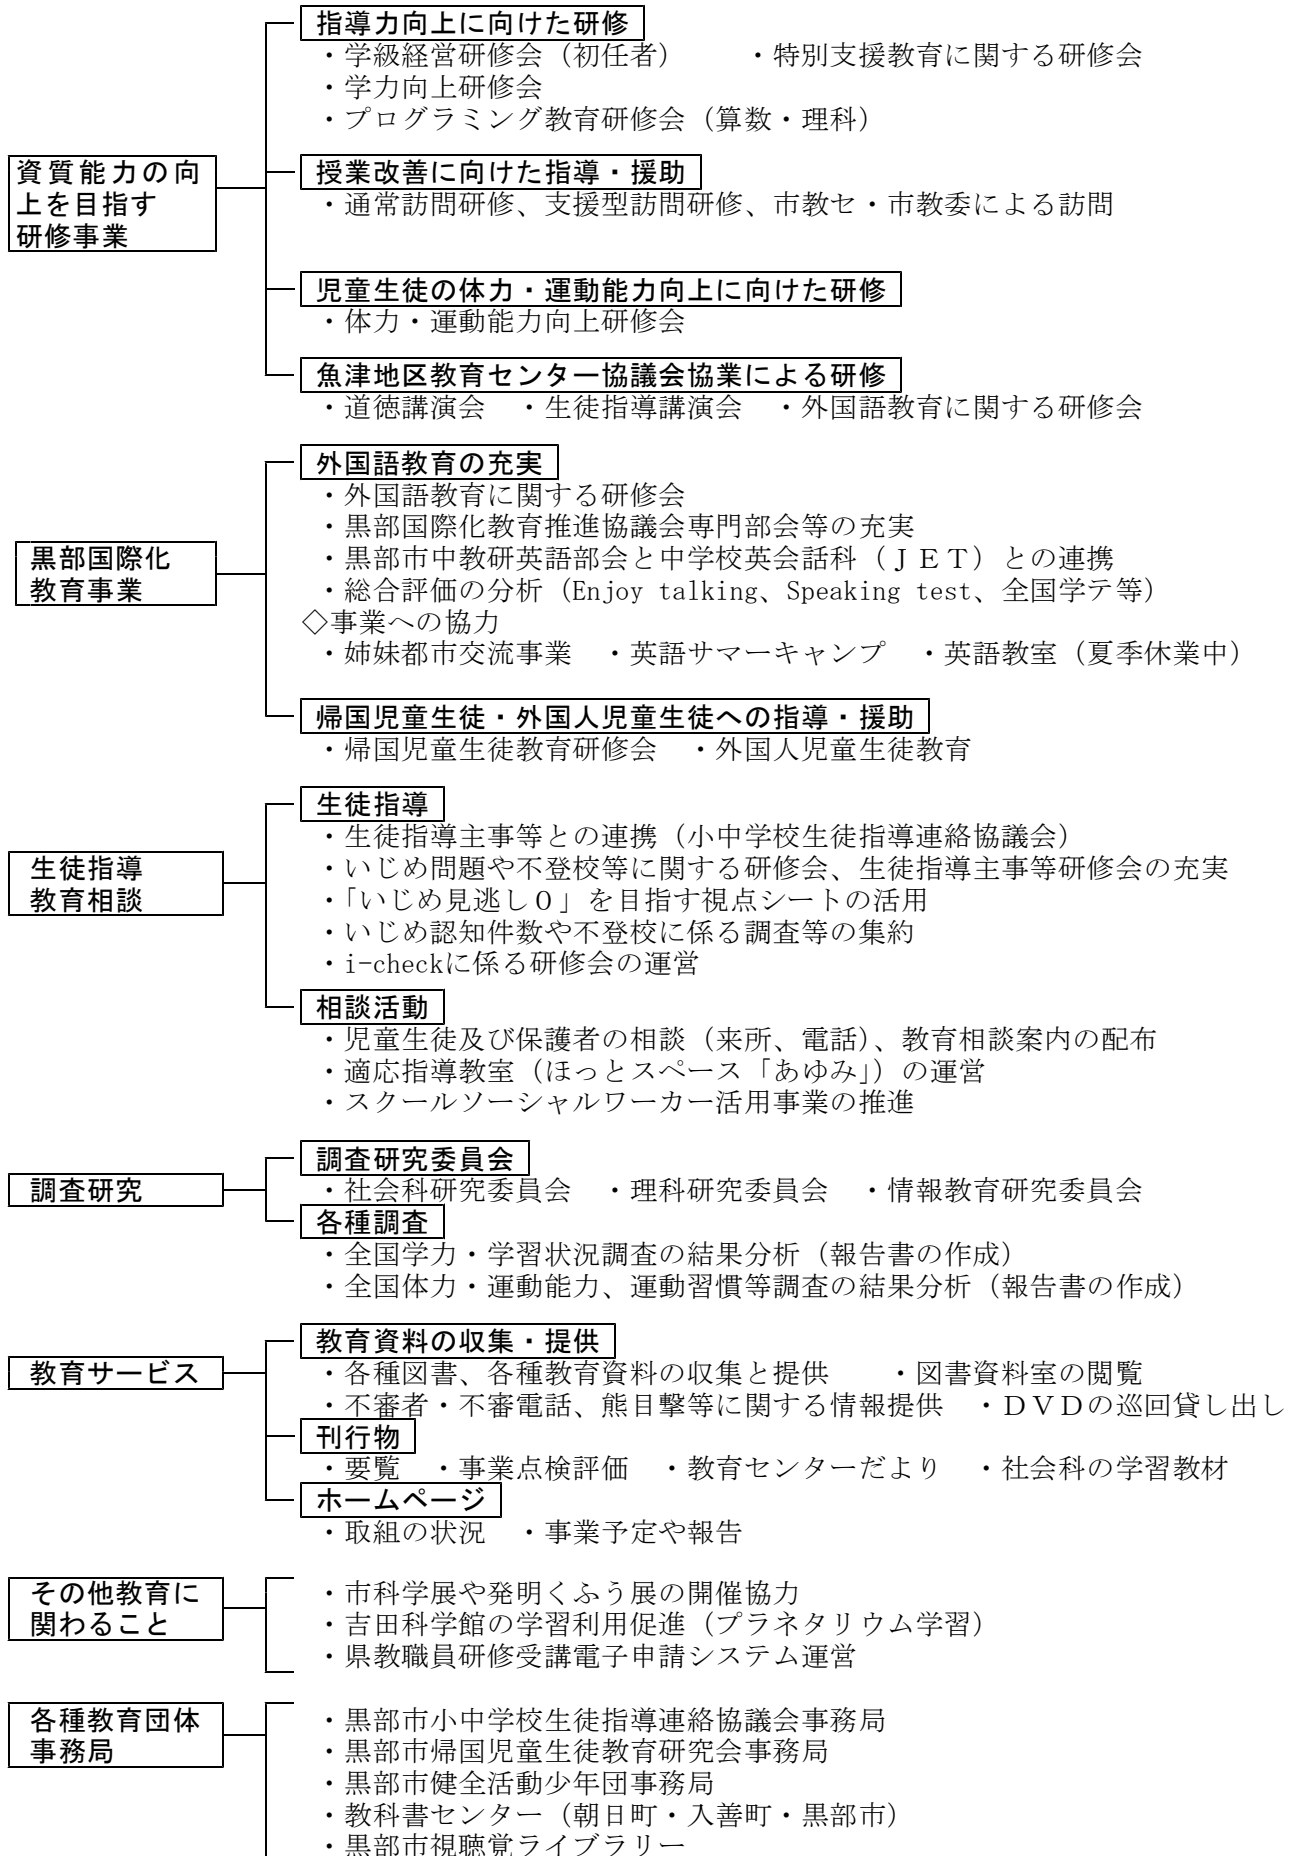 指導力向上に向けた研修
・学級経営研修会（初任者）　・特別支援教育に関する研修会
・学力向上研修会
・プログラミング教育研修会（算数・理科）
資質能力の向
上を目指す
研修事業
授業改善に向けた指導・援助
・通常訪問研修、支援型訪問研修、市教セ・市教委による訪問
児童生徒の体力・運動能力向上に向けた研修
・体力・運動能力向上研修会
魚津地区教育センター協議会協業による研修
・道徳講演会　・生徒指導講演会　・外国語教育に関する研修会
外国語教育の充実
・外国語教育に関する研修会
・黒部国際化教育推進協議会専門部会等の充実
黒部国際化
教育事業
・黒部市中教研英語部会と中学校英会話科（ＪＥＴ）との連携
・総合評価の分析（Enjoy talking、Speaking test、全国学テ等）
◇事業への協力
・姉妹都市交流事業　・英語サマーキャンプ　・英語教室（夏季休業中）
帰国児童生徒・外国人児童生徒への指導・援助
・帰国児童生徒教育研修会　・外国人児童生徒教育
生徒指導
・生徒指導主事等との連携（小中学校生徒指導連絡協議会）
生徒指導
教育相談
・いじめ問題や不登校等に関する研修会、生徒指導主事等研修会の充実
・「いじめ見逃し０」を目指す視点シートの活用
・いじめ認知件数や不登校に係る調査等の集約
・i-checkに係る研修会の運営
相談活動
・児童生徒及び保護者の相談（来所、電話）、教育相談案内の配布
・適応指導教室（ほっとスペース「あゆみ」）の運営
・スクールソーシャルワーカー活用事業の推進
調査研究委員会
調査研究
・社会科研究委員会　・理科研究委員会　・情報教育研究委員会
各種調査
・全国学力・学習状況調査の結果分析（報告書の作成）
・全国体力・運動能力、運動習慣等調査の結果分析（報告書の作成）
教育資料の収集・提供
教育サービス
・各種図書、各種教育資料の収集と提供　・図書資料室の閲覧
・不審者・不審電話、熊目撃等に関する情報提供　・ＤＶＤの巡回貸し出し
刊行物
・要覧　・事業点検評価　・教育センターだより　・社会科の学習教材
ホームページ
・取組の状況　・事業予定や報告
その他教育に
関わること
・市科学展や発明くふう展の開催協力
・吉田科学館の学習利用促進（プラネタリウム学習）
・県教職員研修受講電子申請システム運営
各種教育団体
事務局
・黒部市小中学校生徒指導連絡協議会事務局
・黒部市帰国児童生徒教育研究会事務局
・黒部市健全活動少年団事務局
・教科書センター（朝日町・入善町・黒部市）
・黒部市視聴覚ライブラリー